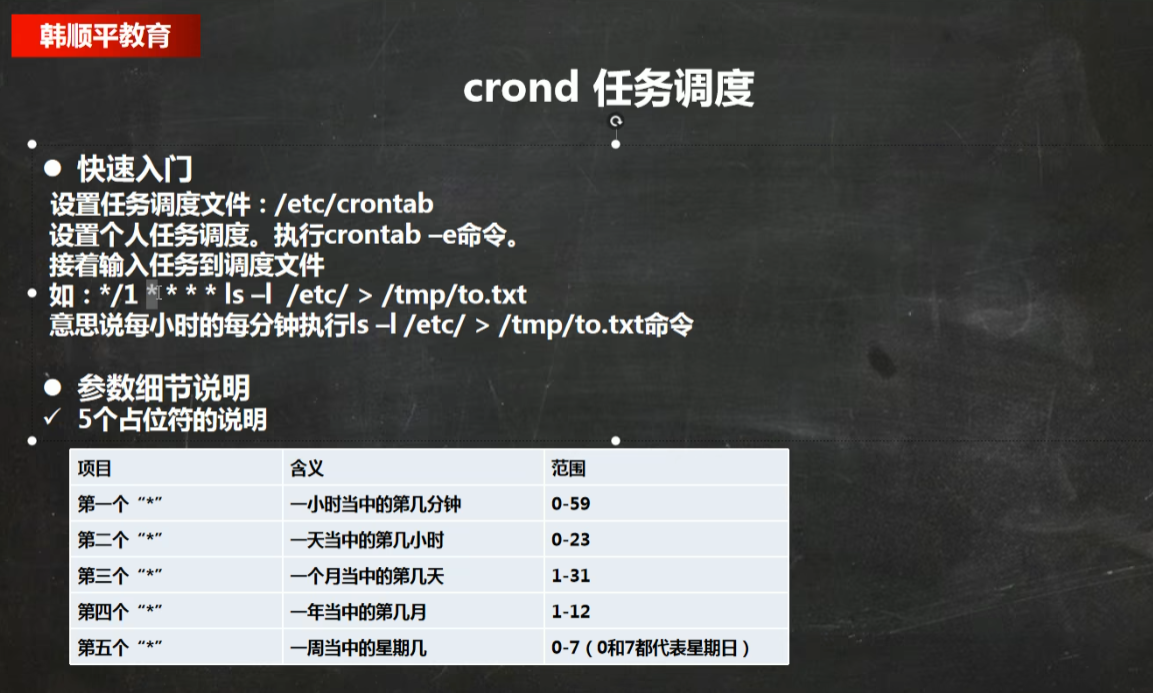 韩顺平教育
crond 任务调度
● 快速入门
设置任务调度文件：/etc/crontab
设置个人任务调度。执行crontab –e命令。
接着输入任务到调度文件
• 如：*/1 * * * * ls –l /etc/ > /tmp/to.txt
意思说每小时的每分钟执行ls –l /etc/ > /tmp/to.txt命令
● 参数细节说明
✓ 5个占位符的说明
项目 含义 范围
第一个“*” 一小时当中的第几分钟 0-59
第二个“*” 一天当中的第几小时 0-23
第三个“*” 一个月当中的第几天 1-31
第四个“*” 一年当中的第几月 1-12
第五个“*” 一周当中的星期几 0-7（0和7都代表星期日）